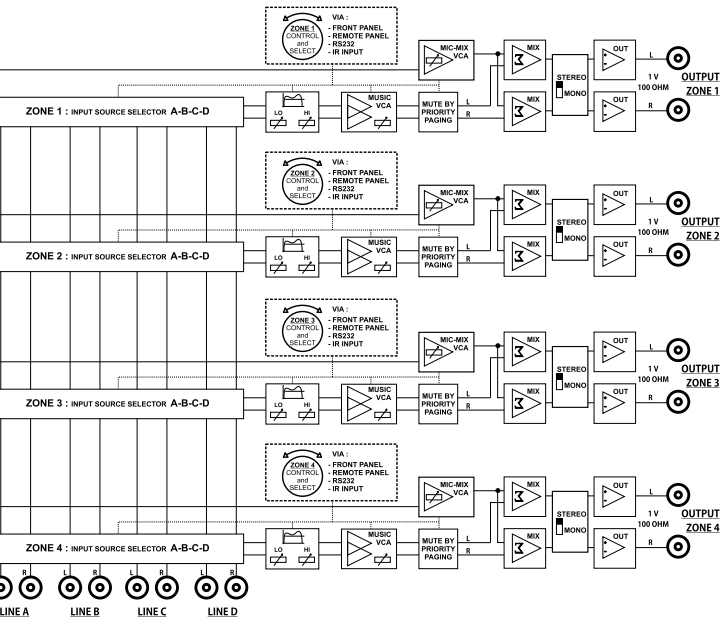 VIA :
ZONE 1
CONTROL
and
SELECT
- FRONT PANEL
- REMOTE PANEL
- RS232
- IR INPUT
MIC-MIX
VCA
MIX
OUT
L
OUTPUT
ZONE 1
STEREO
MONO
1 V
100 OHM
ZONE 1 : INPUT SOURCE SELECTOR A-B-C-D
LO
HI
MUSIC
VCA
MUTE BY
PRIORITY
PAGING
L
R
MIX
OUT
R
VIA :
ZONE 2
CONTROL
and
SELECT
- FRONT PANEL
- REMOTE PANEL
- RS232
- IR INPUT
MIC-MIX
VCA
MIX
OUT
L
OUTPUT
ZONE 2
STEREO
MONO
1 V
100 OHM
ZONE 2 : INPUT SOURCE SELECTOR A-B-C-D
LO
HI
MUSIC
VCA
MUTE BY
PRIORITY
PAGING
L
R
MIX
OUT
R
VIA :
ZONE 3
CONTROL
and
SELECT
- FRONT PANEL
- REMOTE PANEL
- RS232
- IR INPUT
MIC-MIX
VCA
MIX
OUT
L
OUTPUT
ZONE 3
STEREO
MONO
1 V
100 OHM
ZONE 3 : INPUT SOURCE SELECTOR A-B-C-D
LO
HI
MUSIC
VCA
MUTE BY
PRIORITY
PAGING
L
R
MIX
OUT
R
VIA :
ZONE 4
CONTROL
and
SELECT
- FRONT PANEL
- REMOTE PANEL
- RS232
- IR INPUT
MIC-MIX
VCA
MIX
OUT
L
OUTPUT
ZONE 4
STEREO
MONO
1 V
100 OHM
ZONE 4 : INPUT SOURCE SELECTOR A-B-C-D
LO
HI
MUSIC
VCA
MUTE BY
PRIORITY
PAGING
L
R
MIX
OUT
R
R L R L R L R
LINE A LINE B LINE C LINE D